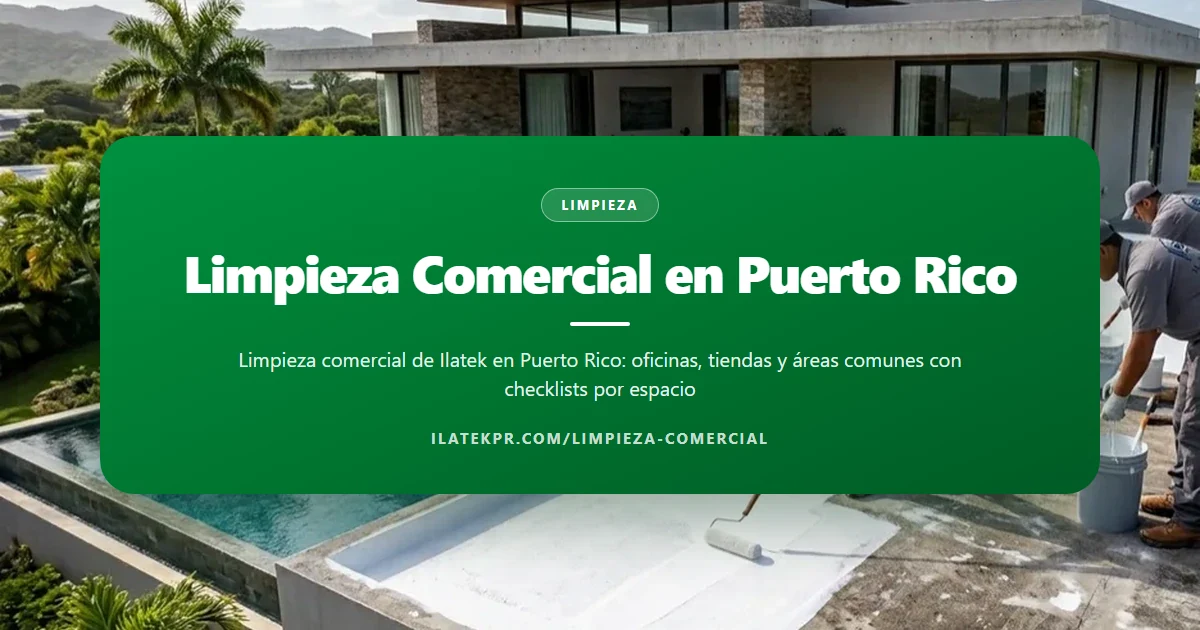 LIMPIEZA
Limpieza Comercial en Puerto Rico
Limpieza comercial de Ilatek en Puerto Rico: oficinas, tiendas y áreas comunes con
checklists por espacio
ILATEKPR.COM/LIMPIEZA-COMERCIAL